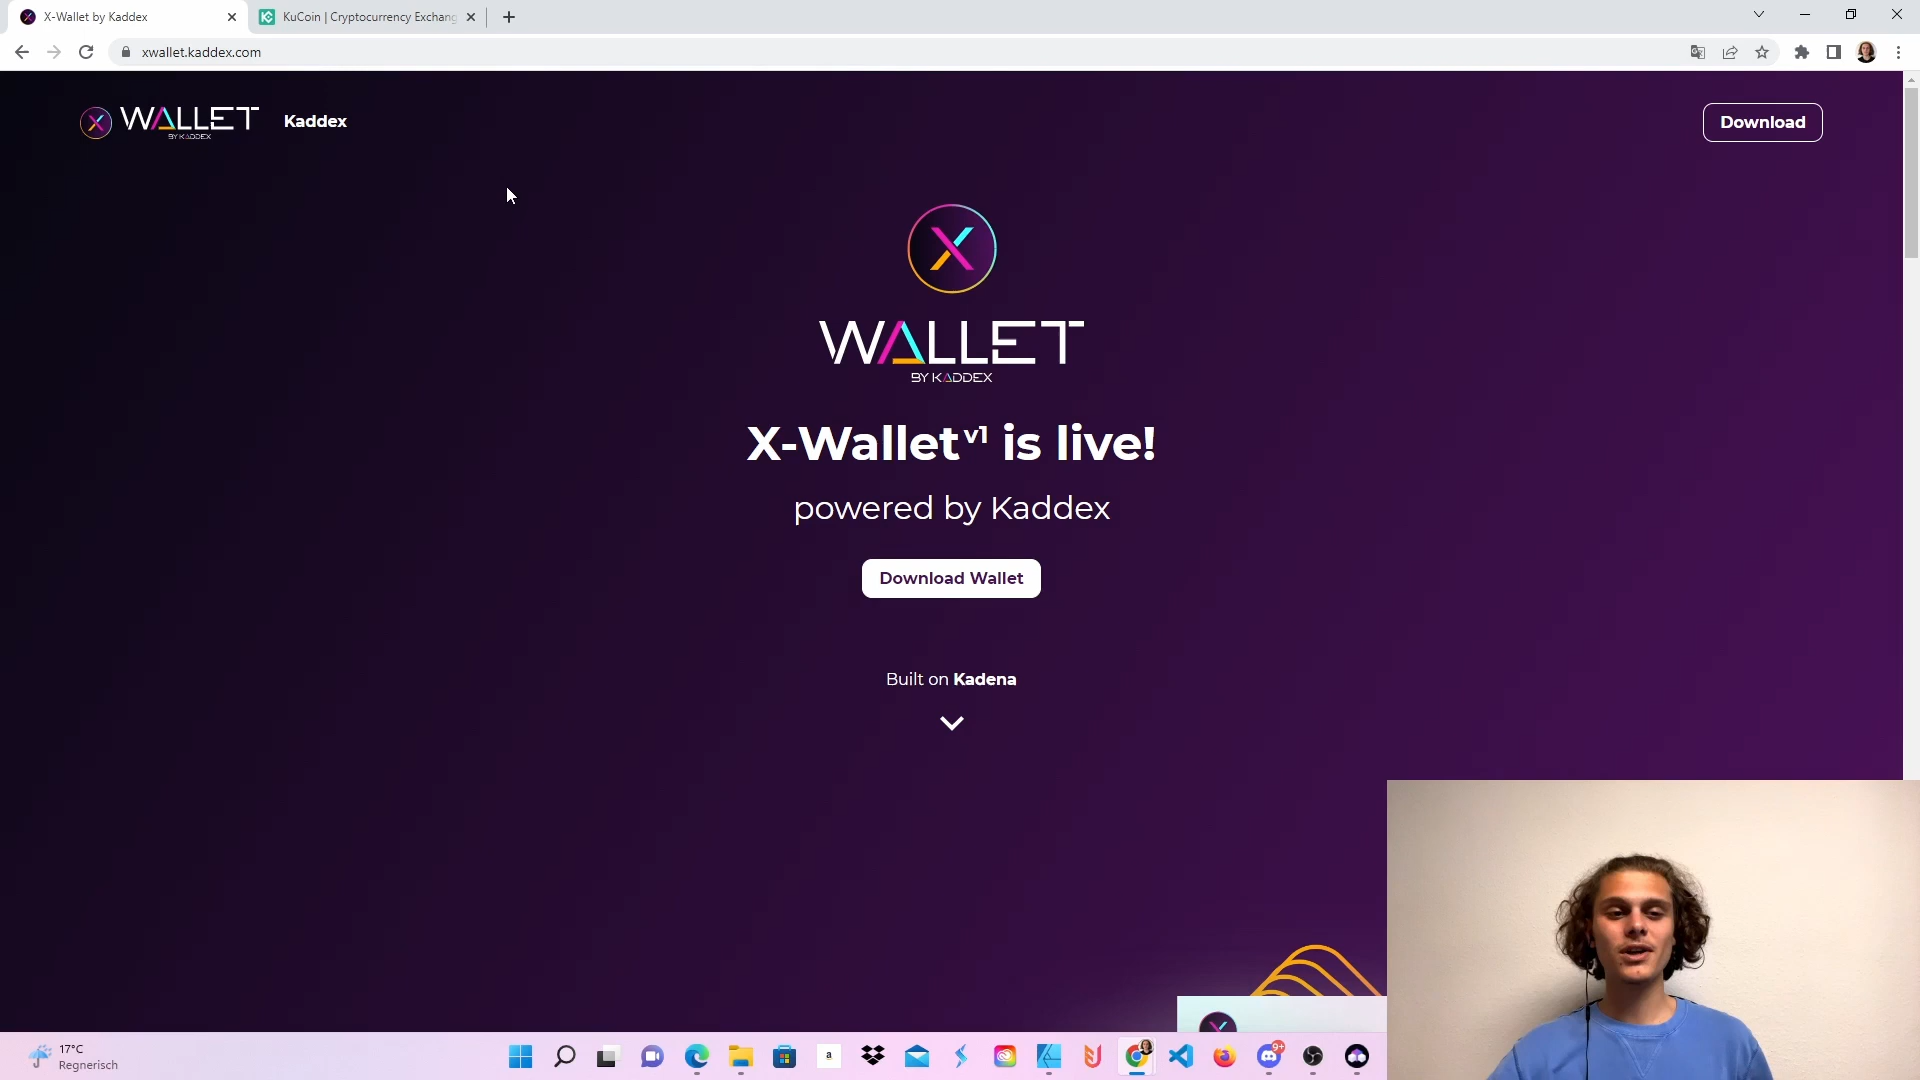 X-Wallet by Kaddex
KuCoin | Cryptocurrency Exchang
xwallet.kaddex.com
WALLET
BY KADDEX
Kaddex
Download
X
WALLET
BY KADDEX
X-Wallet v1 is live!
powered by Kaddex
Download Wallet
Built on Kadena
17°C
Regnerisch
a
9+